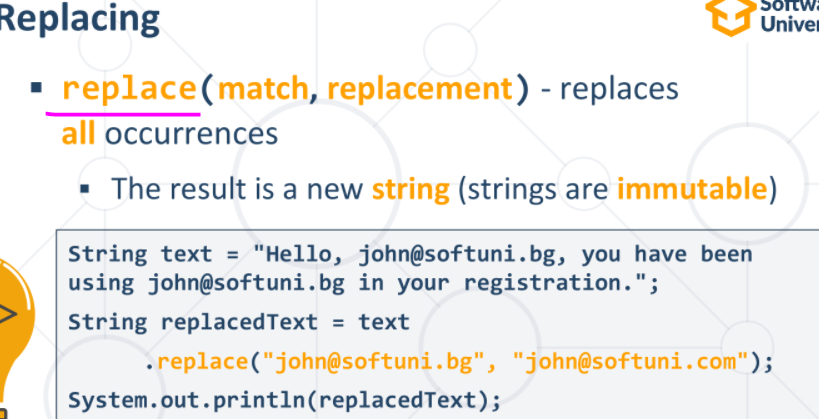 Replacing
▪ replace(match, replacement) - replaces
all occurrences
▪ The result is a new string (strings are immutable)
String text = "Hello, john@softuni.bg, you have been
using john@softuni.bg in your registration.";
String replacedText = text
.replace("john@softuni.bg", "john@softuni.com");
System.out.println(replacedText);
>